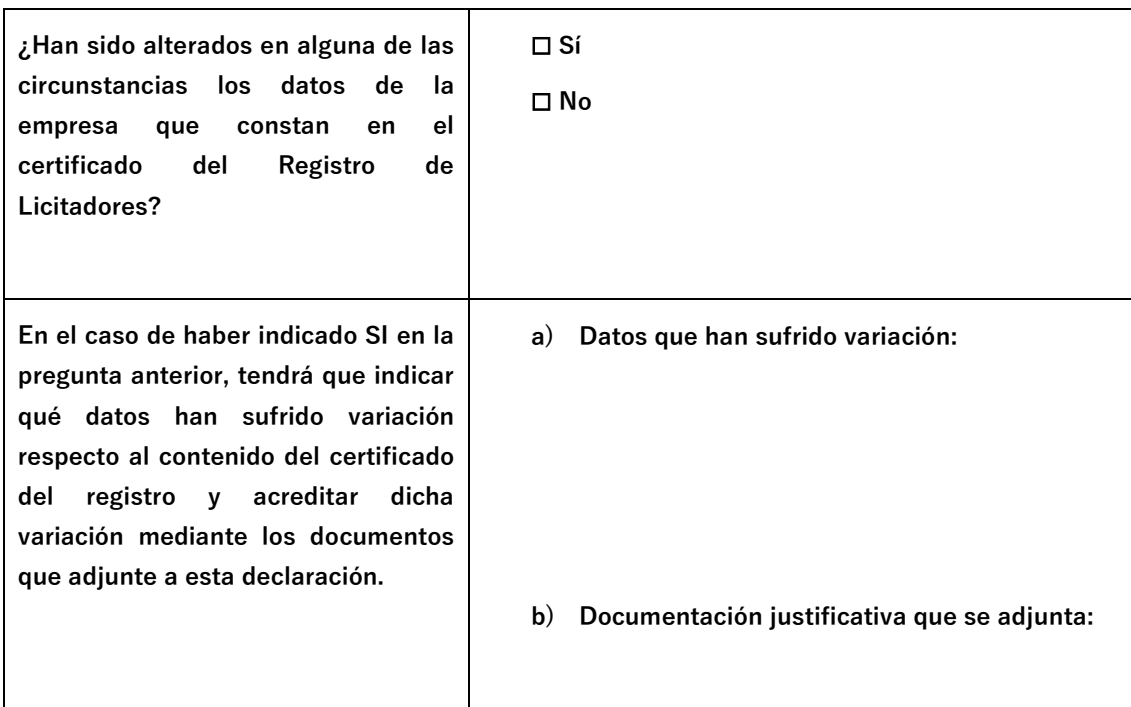 ¿Han sido alterados en alguna de las
circunstancias los datos de la
empresa que constan en el
certificado del Registro de
Licitadores?
☐ Sí
☐ No
En el caso de haber indicado SI en la
pregunta anterior, tendrá que indicar
qué datos han sufrido variación
respecto al contenido del certificado
del registro y acreditar dicha
variación mediante los documentos
que adjunte a esta declaración.
a) Datos que han sufrido variación:
b) Documentación justificativa que se adjunta: